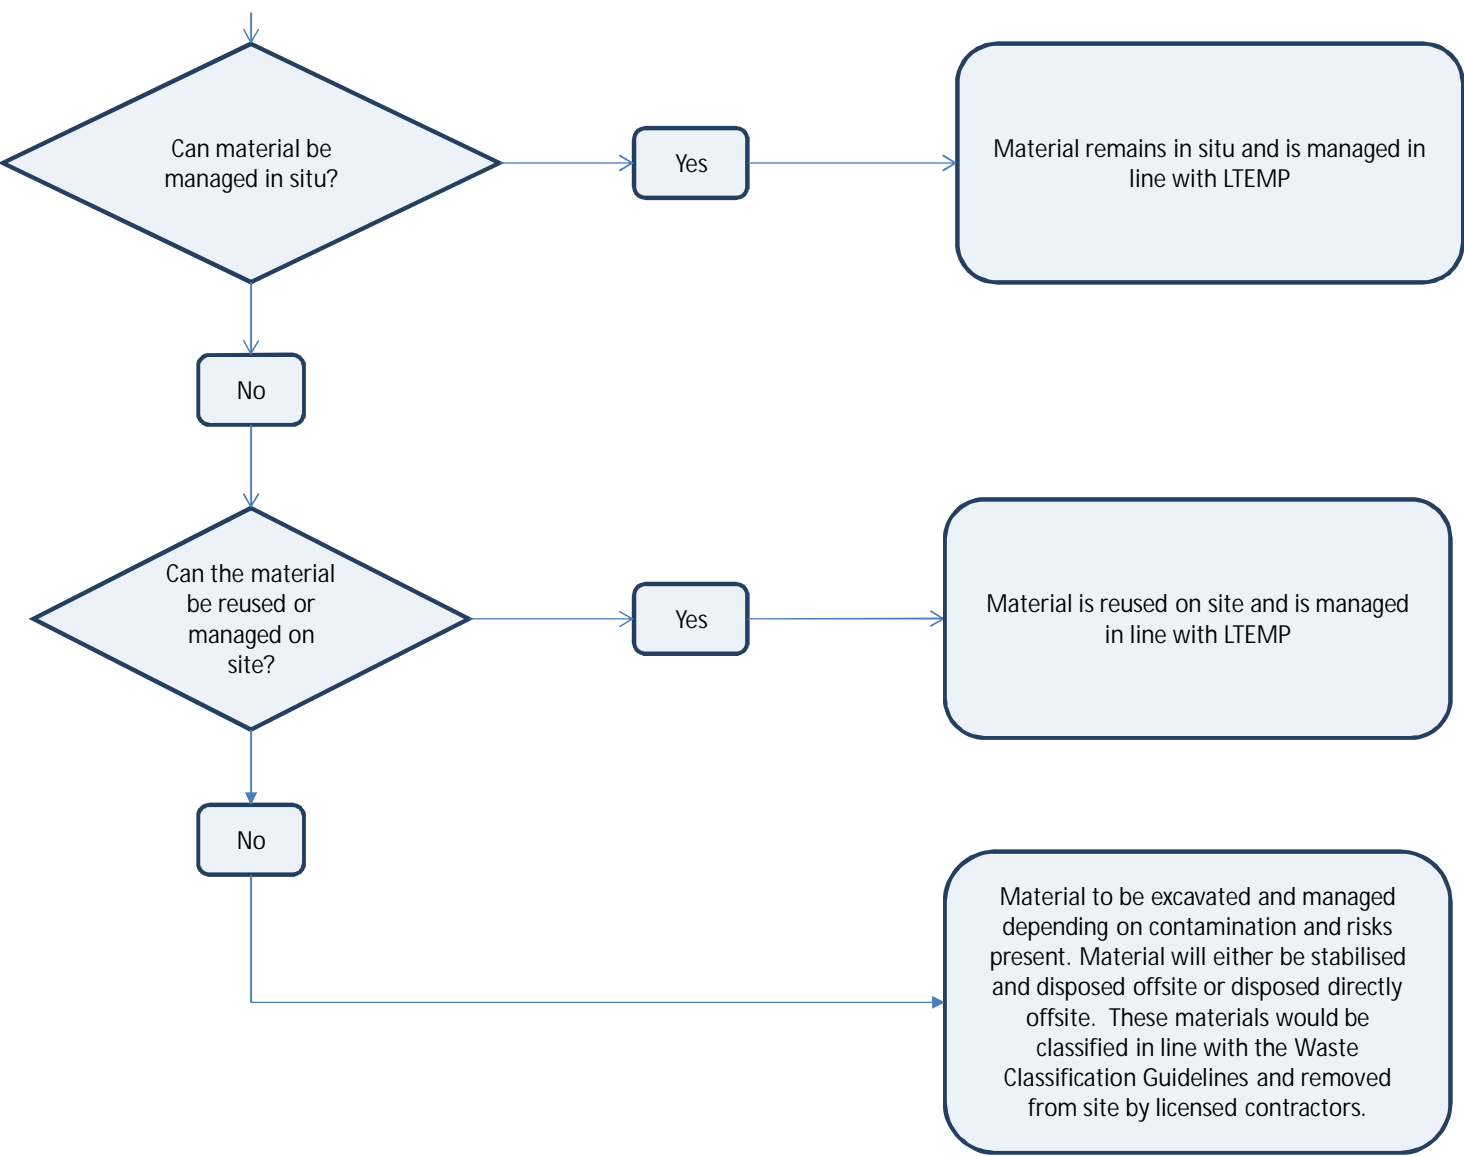 Can material be
managed in situ?
Yes
Material remains in situ and is managed in
line with LTEMP
No
Can the material
be reused or
managed on
site?
Yes
Material is reused on site and is managed
in line with LTEMP
No
Material to be excavated and managed
depending on contamination and risks
present. Material will either be stabilised
and disposed offsite or disposed directly
offsite.  These materials would be
classified in line with the Waste
Classification Guidelines and removed
from site by licensed contractors.